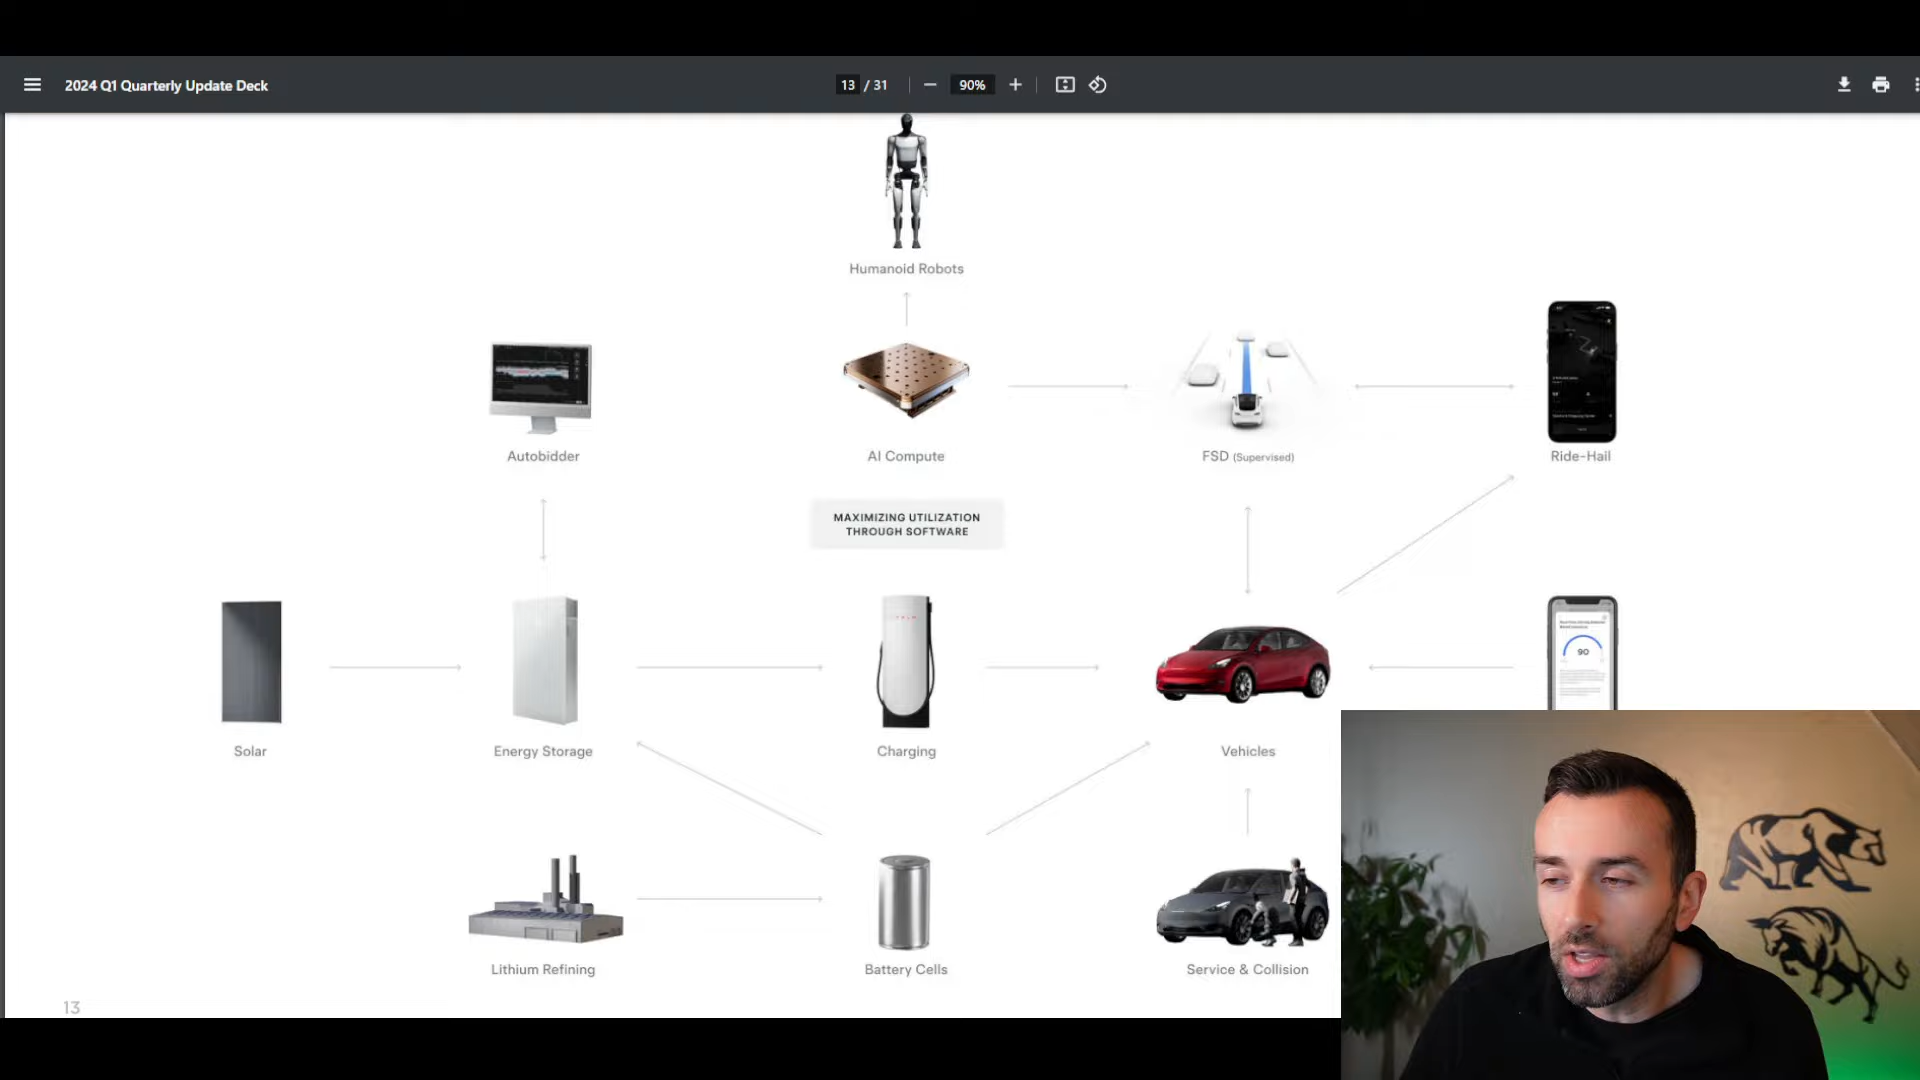 2024 Q1 Quarterly Update Deck
13 / 31
90%
Humanoid Robots
Autobidder
AI Compute
FSD (Supervised)
Ride-Hail
MAXIMIZING UTILIZATION
THROUGH SOFTWARE
90
Solar
Energy Storage
Charging
Vehicles
Lithium Refining
Battery Cells
Service & Collision
13